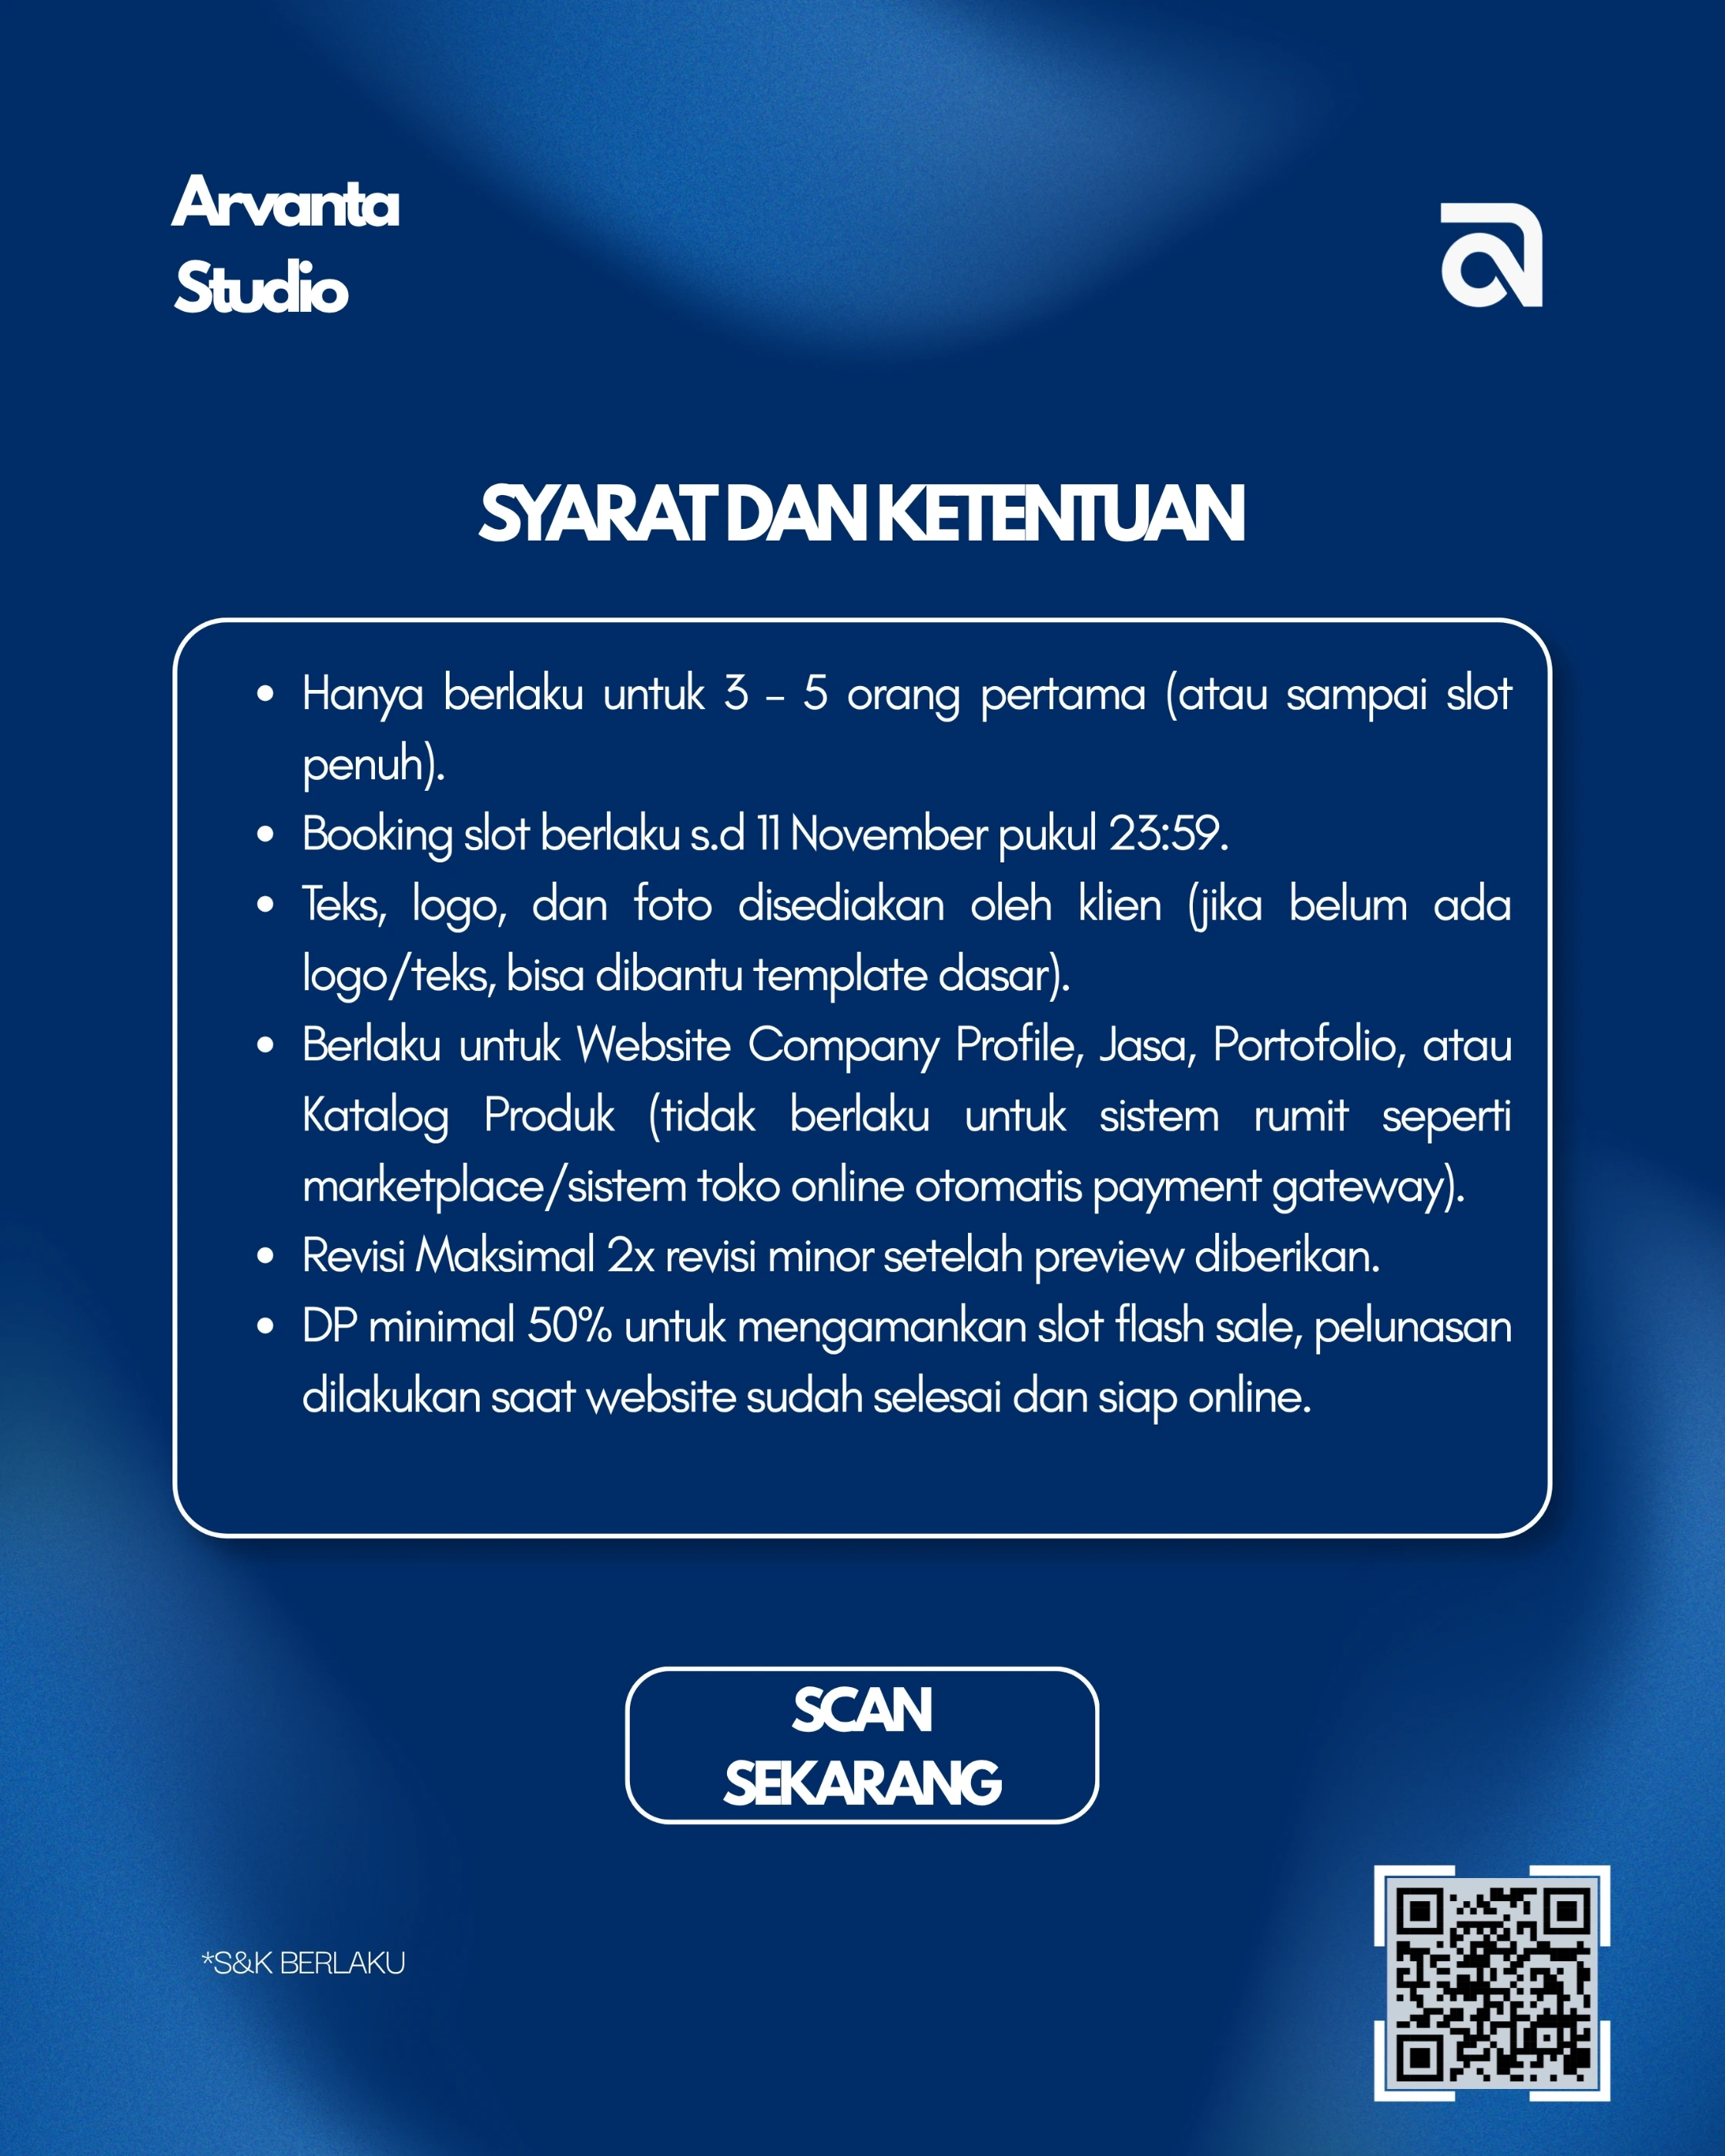 Arvanta
Studio
SYARAT DAN KETENTUAN
• Hanya berlaku untuk 3 – 5 orang pertama (atau sampai slot
penuh).
• Booking slot berlaku s.d 11 November pukul 23:59.
• Teks, logo, dan foto disediakan oleh klien (jika belum ada
logo/teks, bisa dibantu template dasar).
• Berlaku untuk Website Company Profile, Jasa, Portofolio, atau
Katalog Produk (tidak berlaku untuk sistem rumit seperti
marketplace/sistem toko online otomatis payment gateway).
• Revisi Maksimal 2x revisi minor setelah preview diberikan.
• DP minimal 50% untuk mengamankan slot flash sale, pelunasan
dilakukan saat website sudah selesai dan siap online.
SCAN
SEKARANG
*S&K BERLAKU